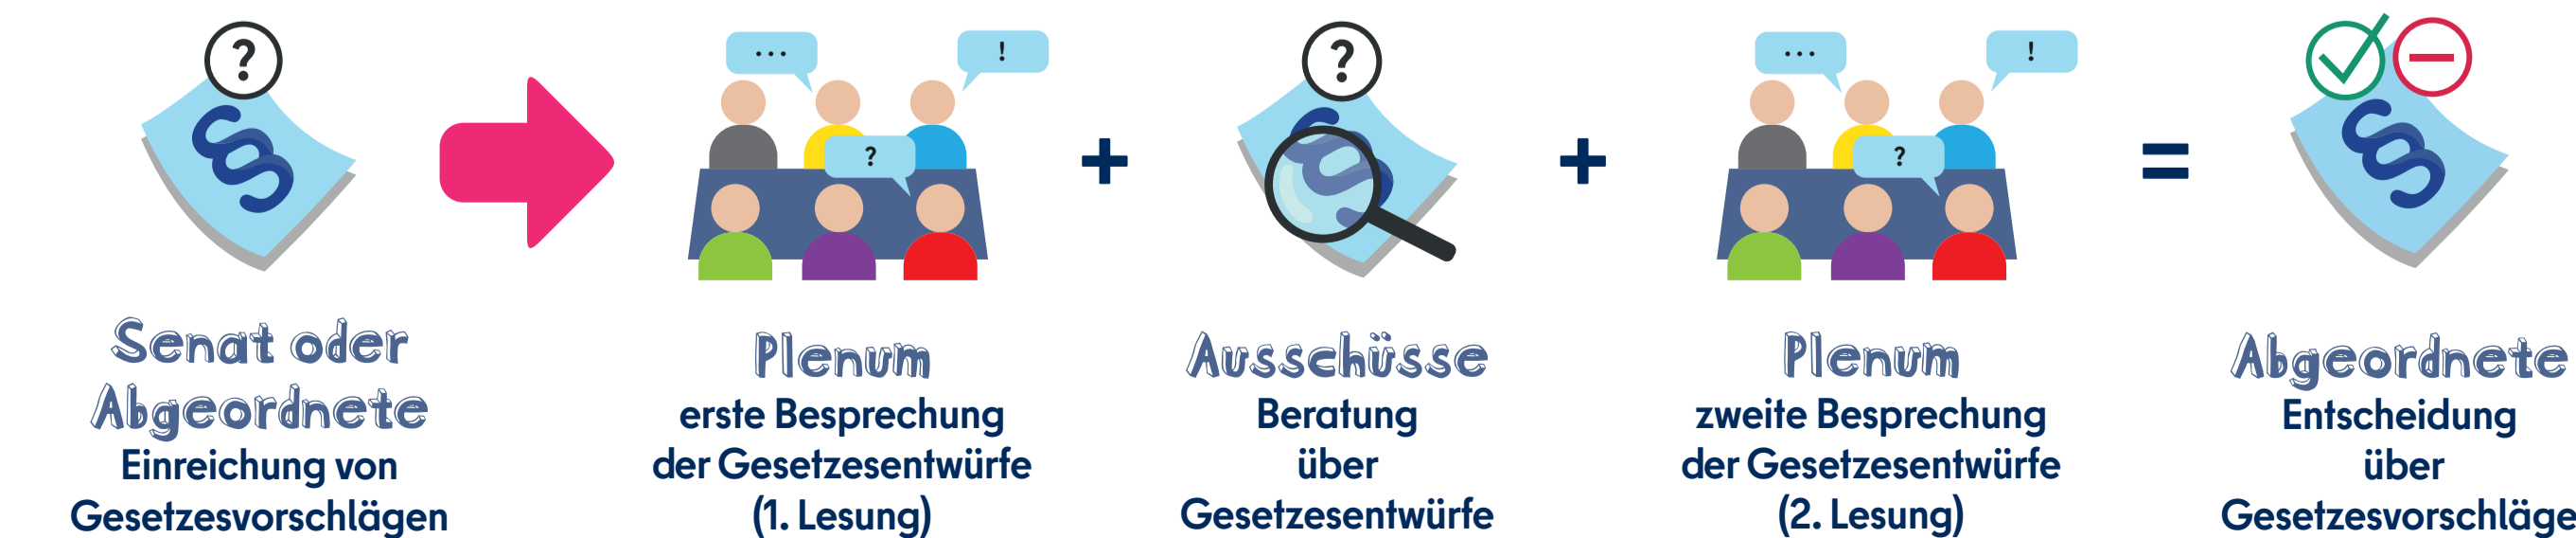 ?
§
...
!
?
+
?
§
+
...
!
?
=
§
Senat oder
Abgeordnete
Einreichung von
Gesetzesvorschlägen
Plenum
erste Besprechung
der Gesetzesentwürfe
(1. Lesung)
Ausschüsse
Beratung
über
Gesetzesentwürfe
Plenum
zweite Besprechung
der Gesetzesentwürfe
(2. Lesung)
Abgeordnete
Entscheidung
über
Gesetzesvorschläge